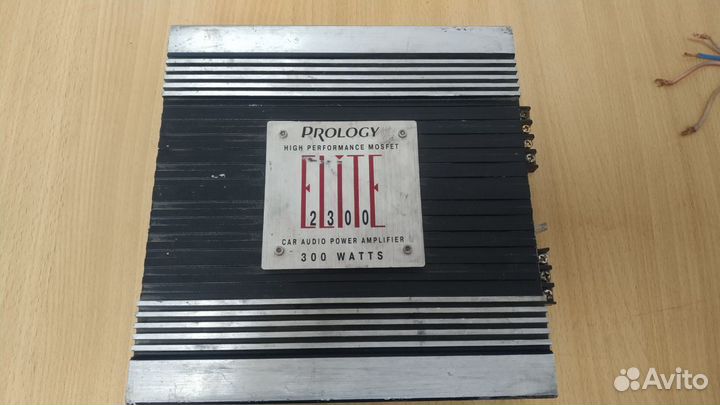 PROLOGY
HIGH PERFORMANCE MOSFET
ELITE
2300
CAR AUDIO POWER AMPLIFIER
300 WATTS
Avito